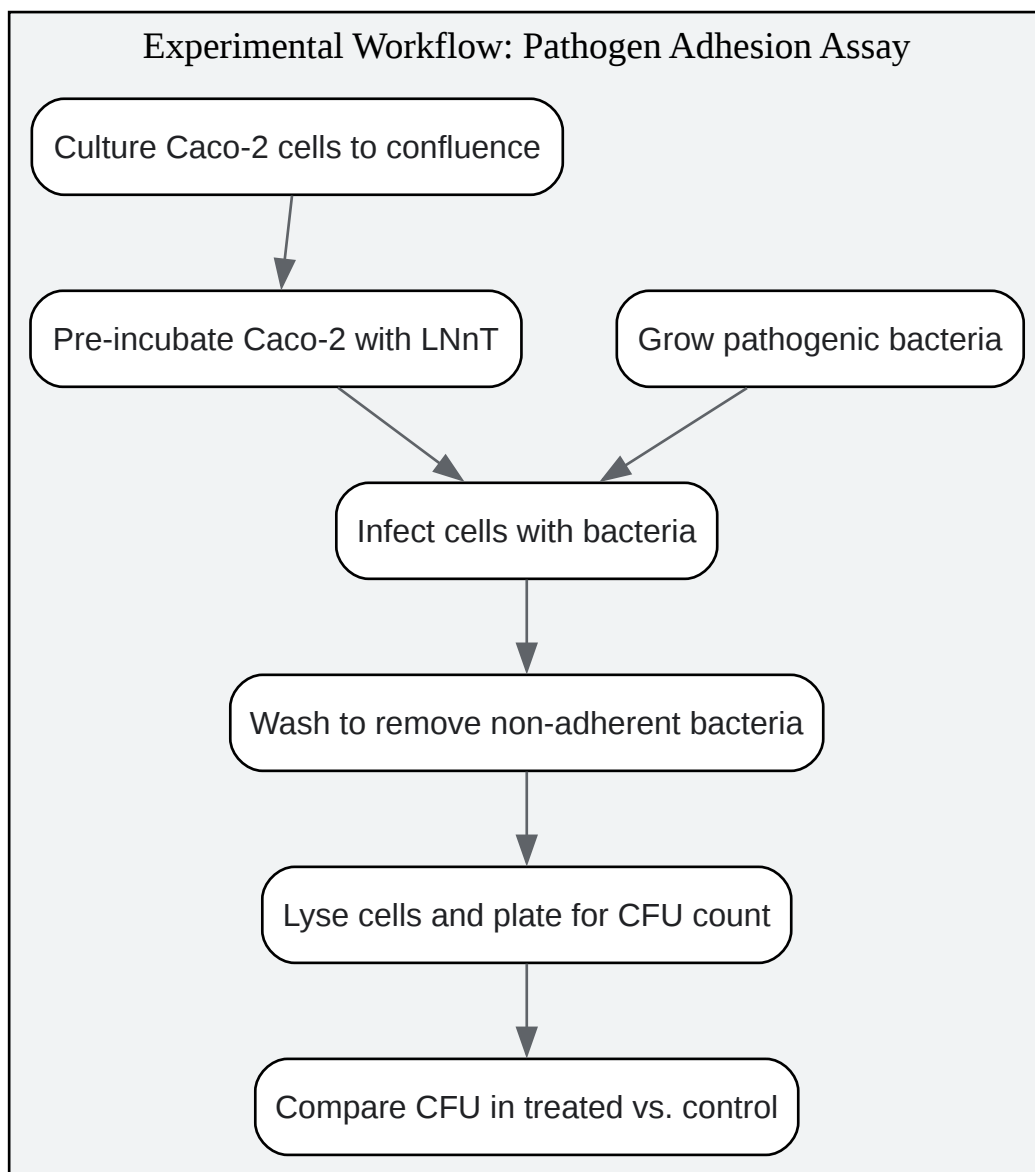 Experimental Workflow: Pathogen Adhesion Assay
Culture Caco-2 cells to confluence
Pre-incubate Caco-2 with LNnT
Grow pathogenic bacteria
Infect cells with bacteria
Wash to remove non-adherent bacteria
Lyse cells and plate for CFU count
Compare CFU in treated vs. control